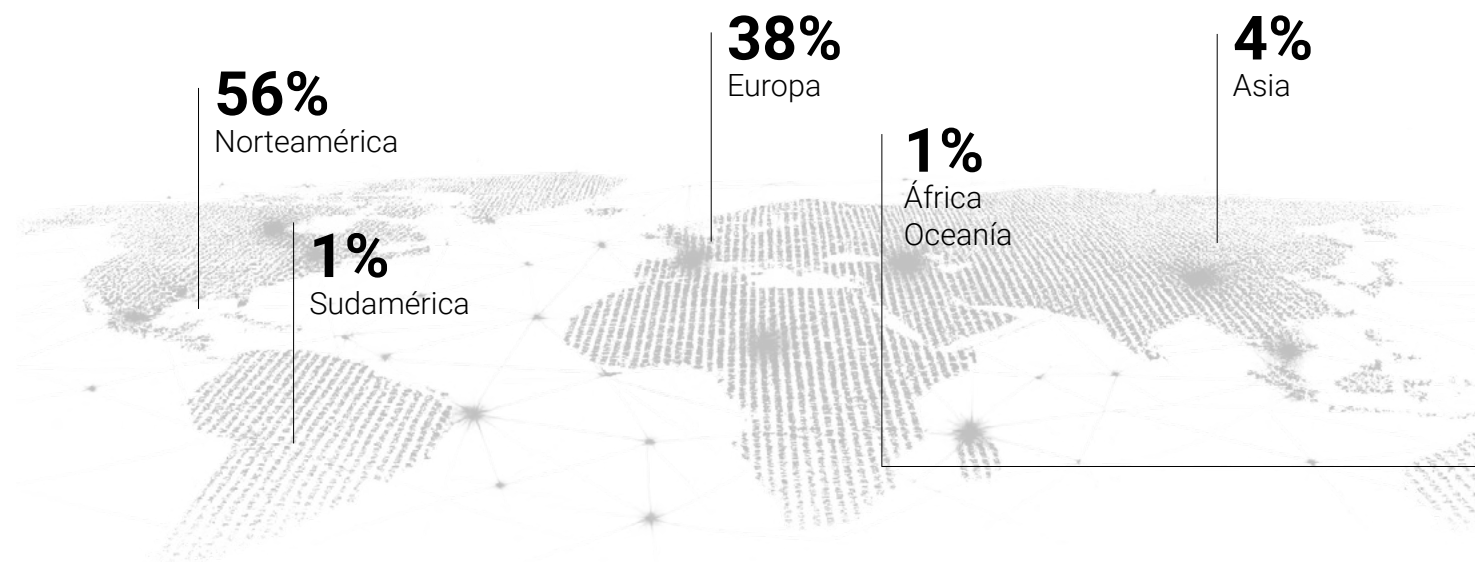 56%
Norteamérica
1%
Sudamérica
38%
Europa
1%
África
Oceanía
4%
Asia